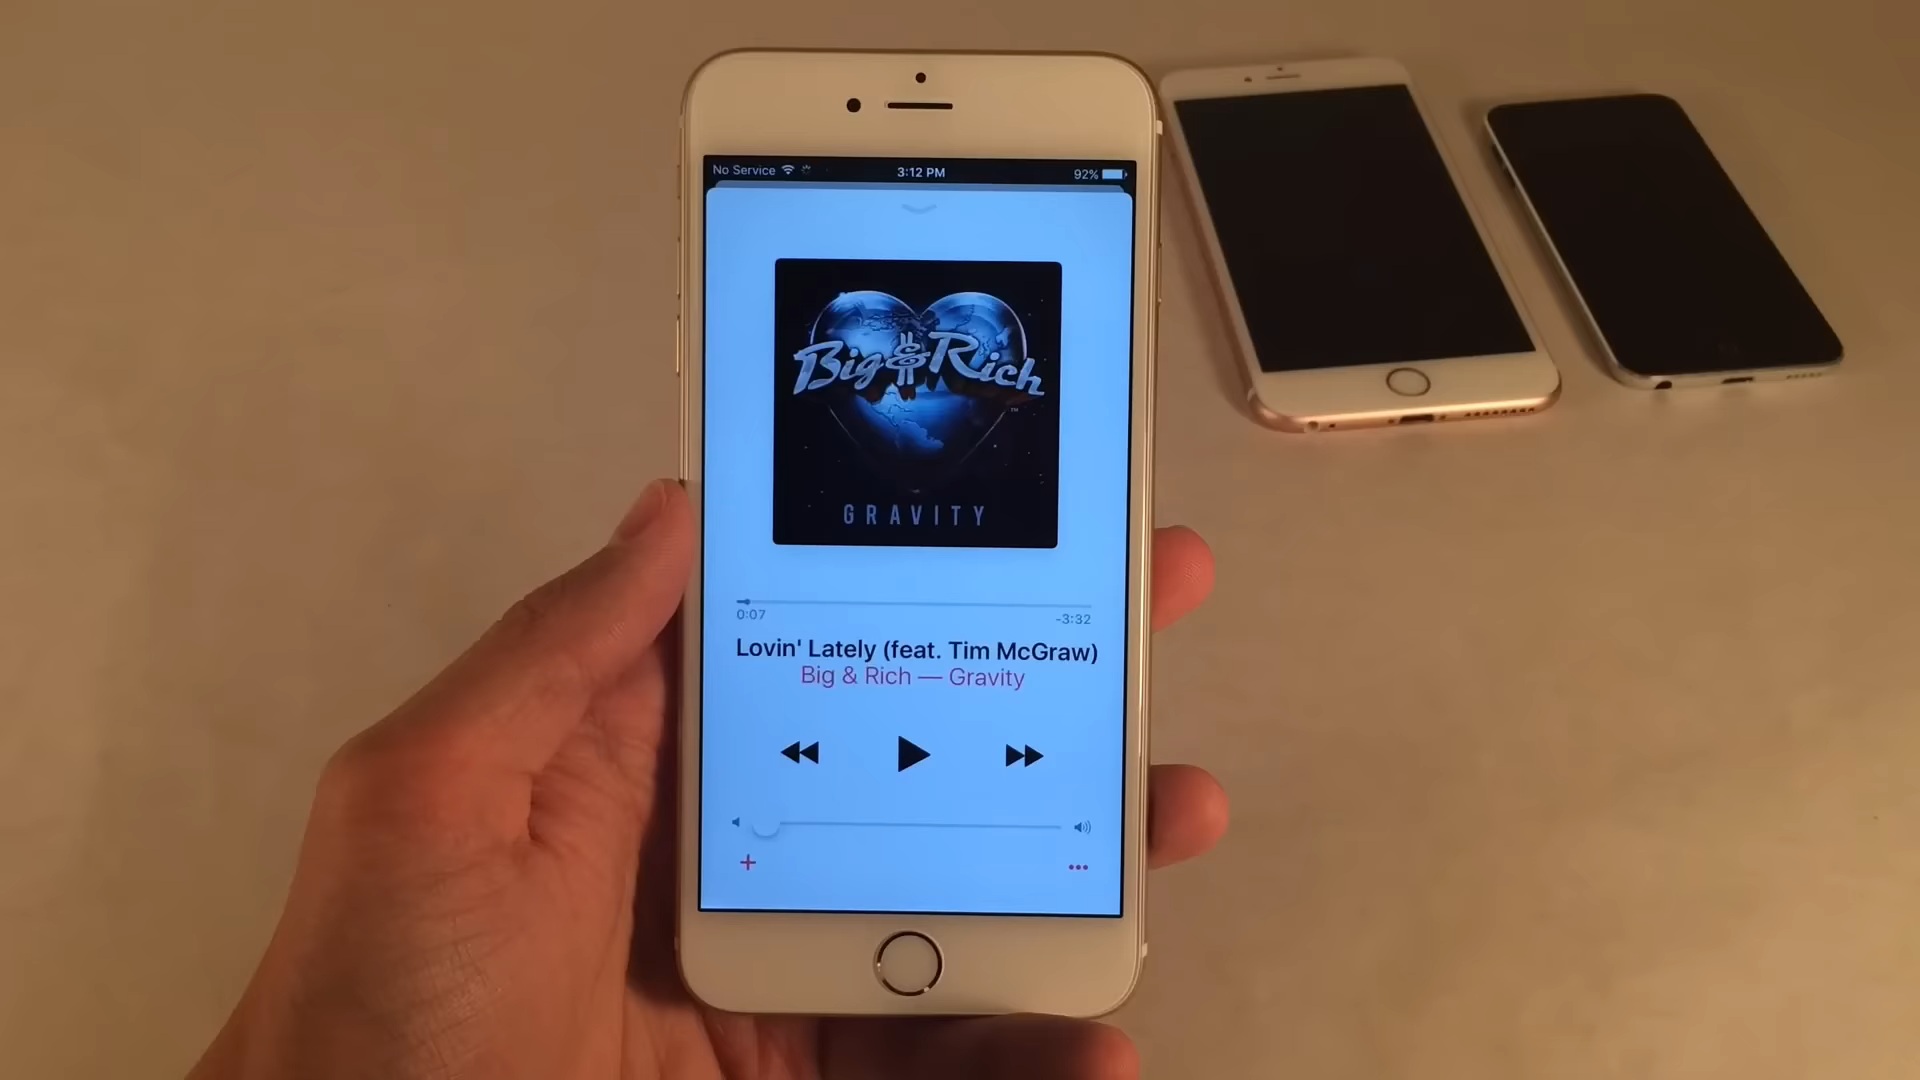 No Service 3:12 PM 92%
Big & Rich
™
GRAVITY
0:07 -3:32
Lovin' Lately (feat. Tim McGraw)
Big & Rich — Gravity